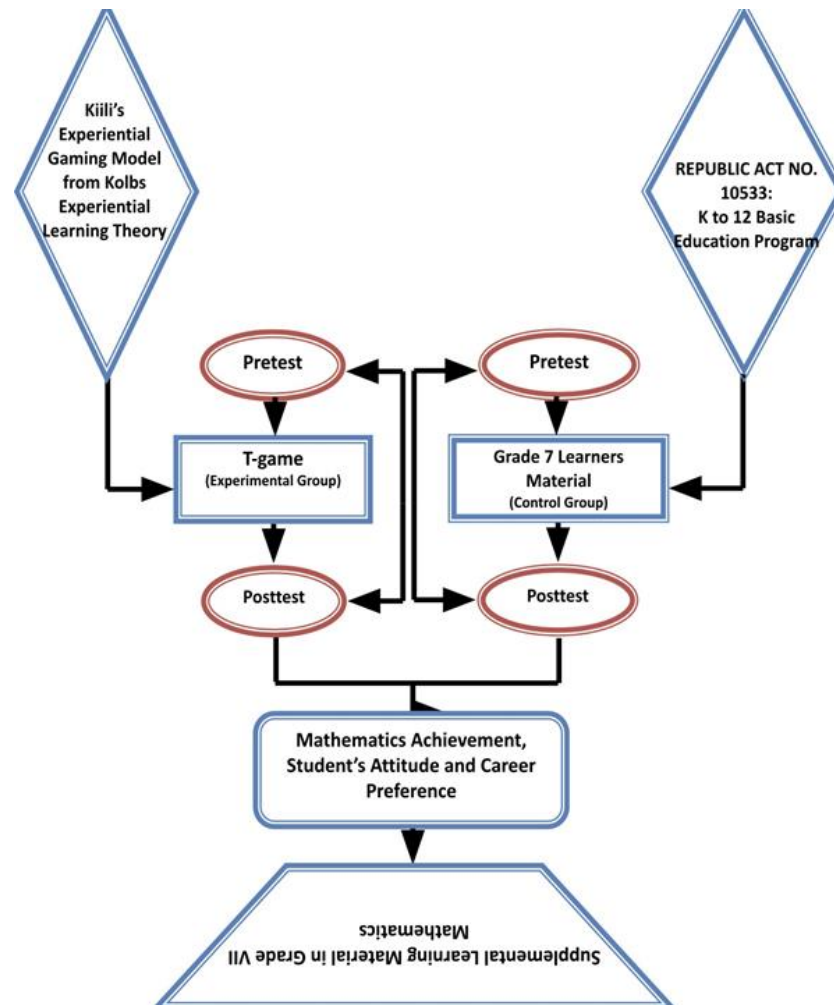 Kiili's
Experiential
Gaming Model
from Kolbs
Experiential
Learning Theory
REPUBLIC ACT NO.
10533:
K to 12 Basic
Education Program
Pretest
Pretest
T-game
(Experimental Group)
Grade 7 Learners
Material
(Control Group)
Posttest
Posttest
Mathematics Achievement,
Student's Attitude and Career
Preference
Supplemental Learning Material in Grade VII
Mathematics